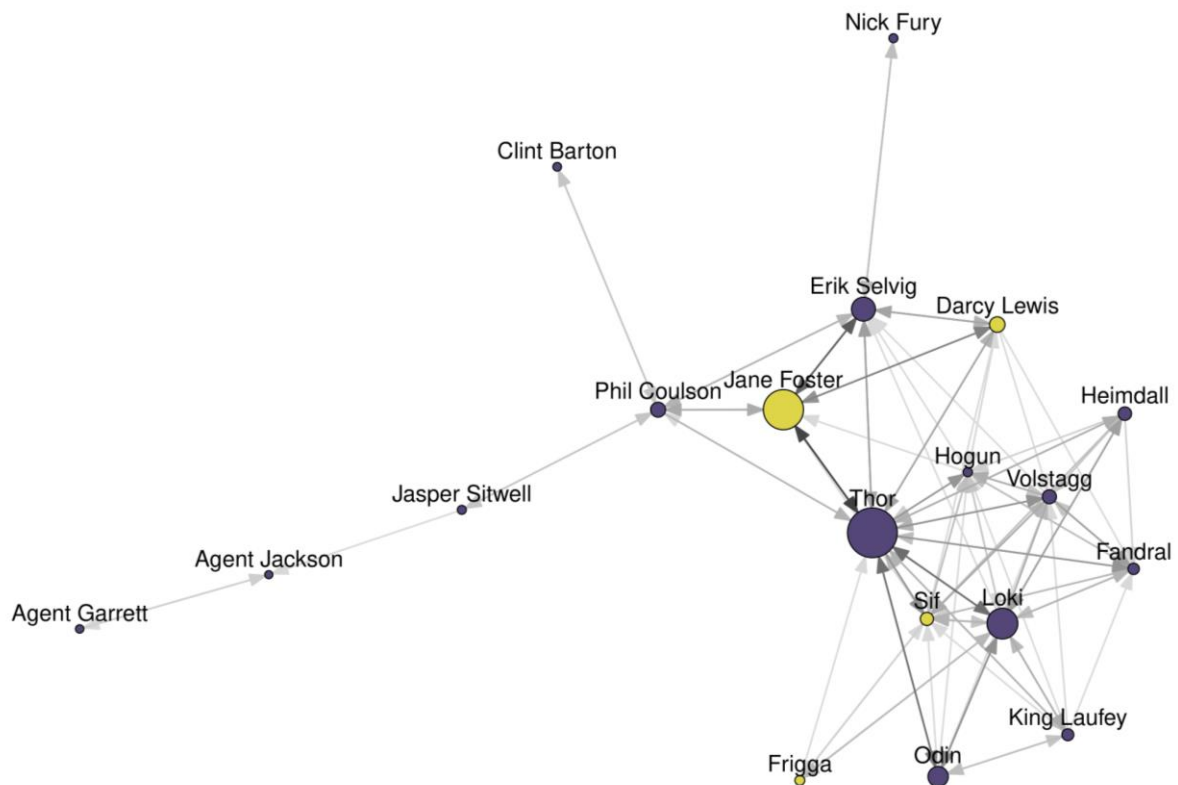 Nick Fury
Clint Barton
Erik Selvig
Darcy Lewis
Phil Coulson
Jane Foster
Heimdall
Hogun
Volstagg
Jasper Sitwell
Thor
Agent Jackson
Fandral
Agent Garrett
Sif
Loki
King Laufey
Frigga
Odin